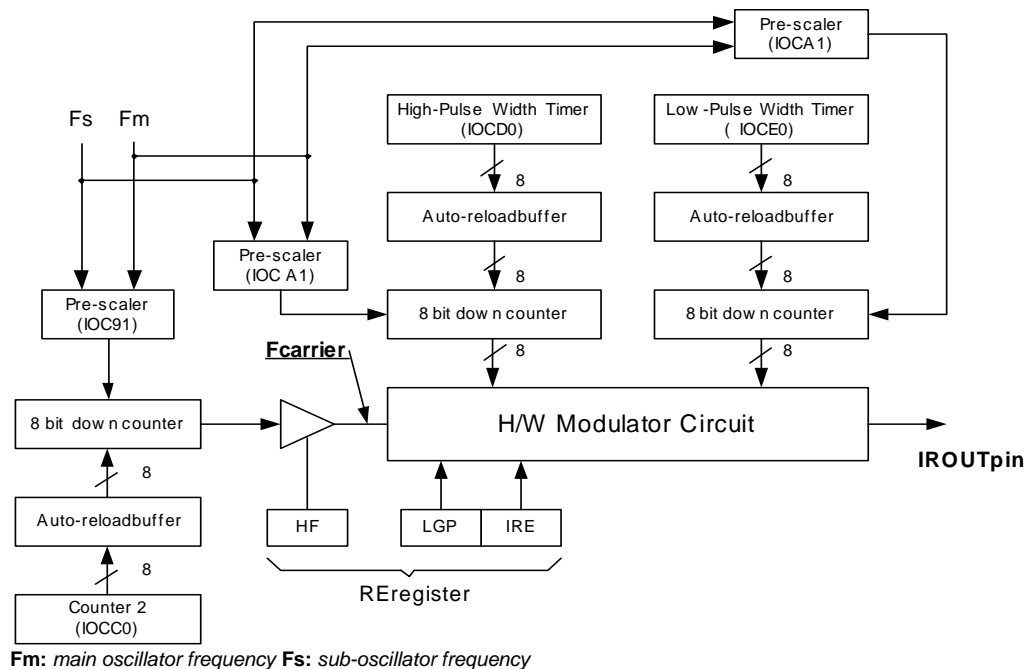 Pre-scaler
(IOCA1)
Fs Fm
High-Pulse Width Timer
(IOCD0)
Low-Pulse Width Timer
( IOCE0)
8
8
Auto-reloadbuffer
Auto-reloadbuffer
Pre-scaler
(IOC A1)
8
8
Pre-scaler
(IOC91)
8 bit dow n counter
8 bit dow n counter
Fcarrier
8
8
8 bit dow n counter
H/W Modulator Circuit
IROUTpin
8
Auto-reloadbuffer
HF
LGP
IRE
8
REregister
Counter 2
(IOCC0)
Fm: main oscillator frequency Fs: sub-oscillator frequency